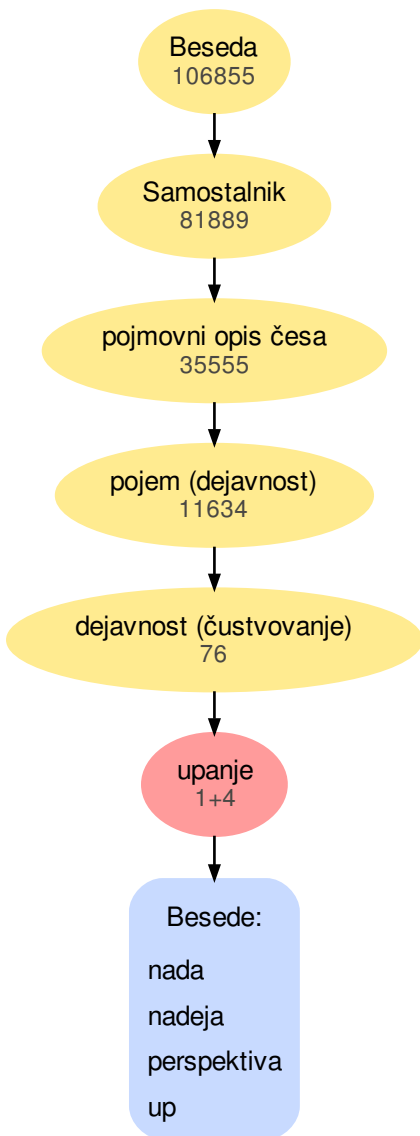 Beseda
106855
Samostalnik
81889
pojmovni opis česa
35555
pojem (dejavnost)
11634
dejavnost (čustvovanje)
76
upanje
1+4
Besede:
nada
nadeja
perspektiva
up